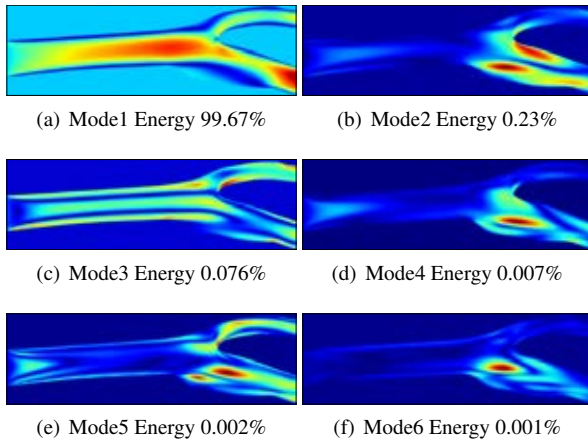 (a) Mode1 Energy 99.67%
(b) Mode2 Energy 0.23%
(c) Mode3 Energy 0.076%
(d) Mode4 Energy 0.007%
(e) Mode5 Energy 0.002%
(f) Mode6 Energy 0.001%